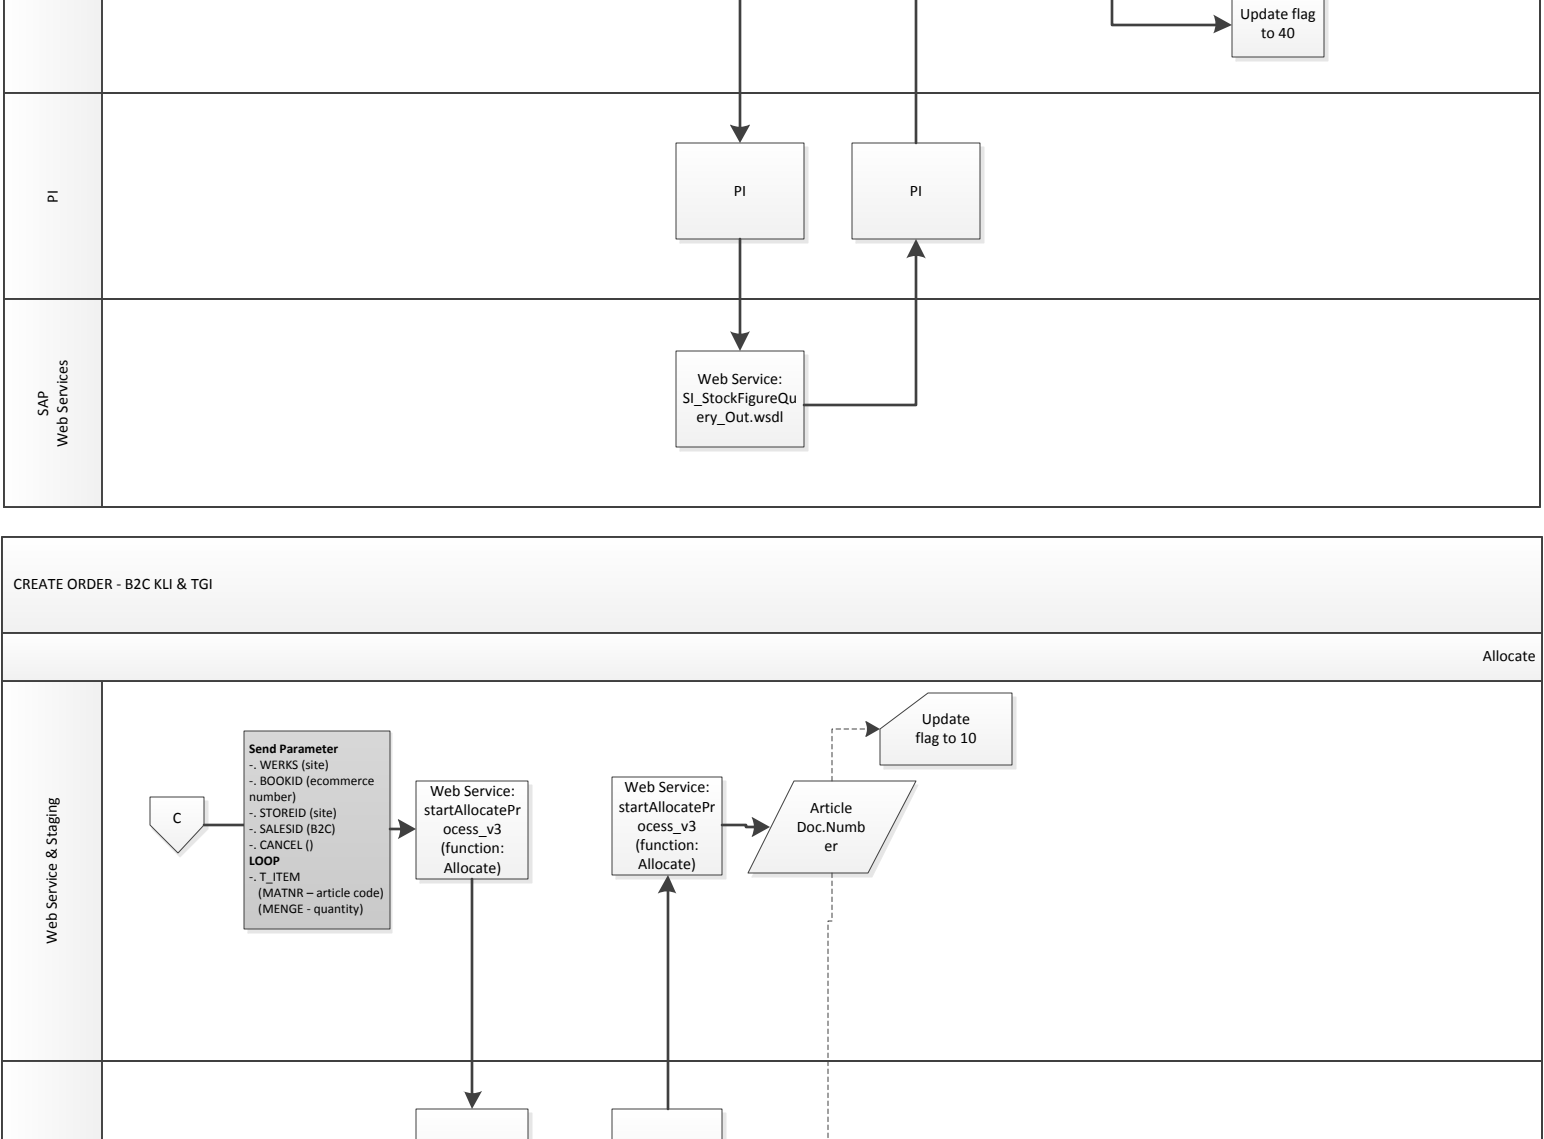 Update flag
to 40
PI
PI
PI
SAP
Web Services
Web Service:
SI_StockFigureQu
ery_Out.wsdl
CREATE ORDER - B2C KLI & TGI
Allocate
Web Service & Staging
C
Send Parameter
-. WERKS (site)
-. BOOKID (ecommerce
number)
-. STOREID (site)
-. SALESID (B2C)
-. CANCEL ()
LOOP
-. T_ITEM
(MATNR – article code)
(MENGE - quantity)
Web Service:
startAllocatePr
ocess_v3
(function:
Allocate)
Web Service:
startAllocatePr
ocess_v3
(function:
Allocate)
Article
Doc.Numb
er
Update
flag to 10